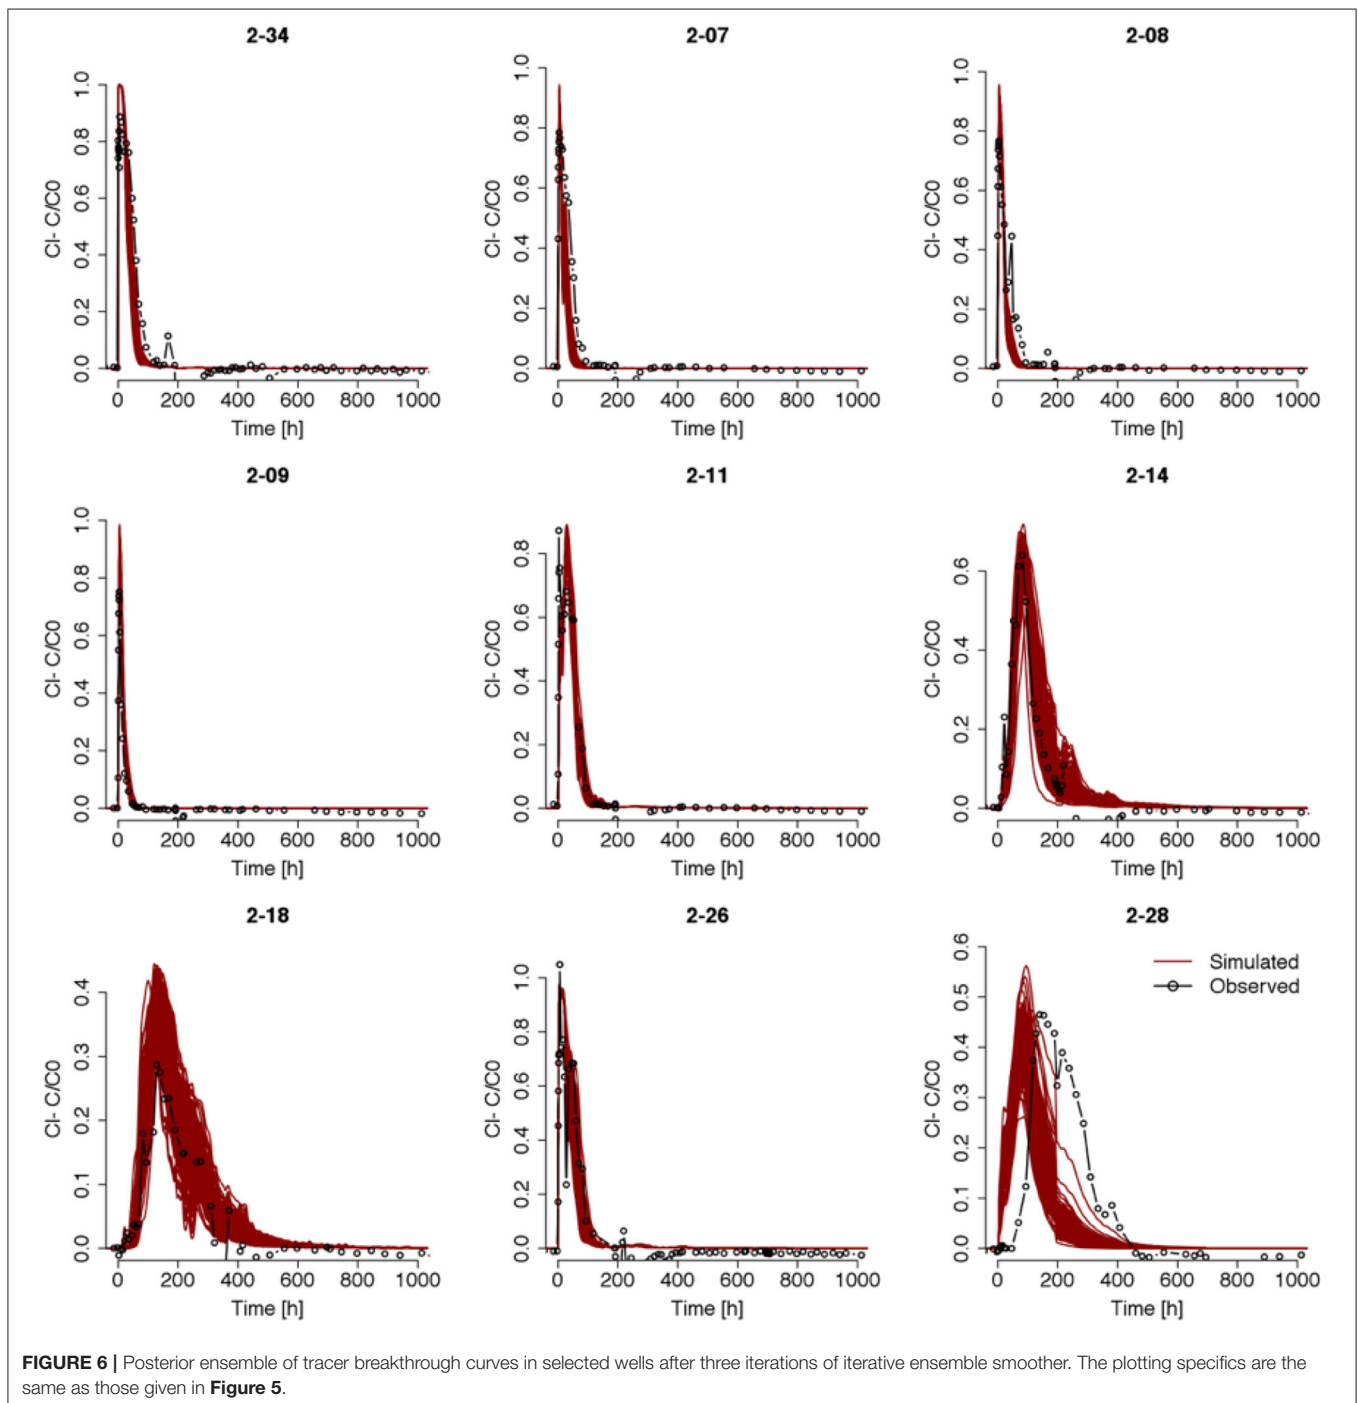 2-34
2-07
2-08
Cl- C/C0
0.0 0.2 0.4 0.6 0.8 1.0
0 200 400 600 800 1000
Time [h]
Cl- C/C0
0.0 0.2 0.4 0.6 0.8 1.0
0 200 400 600 800 1000
Time [h]
Cl- C/C0
0.0 0.2 0.4 0.6 0.8 1.0
0 200 400 600 800 1000
Time [h]
2-09
2-11
2-14
Cl- C/C0
0.0 0.2 0.4 0.6 0.8 1.0
0 200 400 600 800 1000
Time [h]
Cl- C/C0
0.0 0.2 0.4 0.6 0.8
0 200 400 600 800 1000
Time [h]
Cl- C/C0
0.0 0.2 0.4 0.6
0 200 400 600 800 1000
Time [h]
2-18
2-26
2-28
Cl- C/C0
0.0 0.1 0.2 0.3 0.4
0 200 400 600 800 1000
Time [h]
Cl- C/C0
0.0 0.2 0.4 0.6 0.8 1.0
0 200 400 600 800 1000
Time [h]
Cl- C/C0
0.0 0.1 0.2 0.3 0.4 0.5 0.6
Simulated
Observed
0 200 400 600 800 1000
Time [h]
FIGURE 6 | Posterior ensemble of tracer breakthrough curves in selected wells after three iterations of iterative ensemble smoother. The plotting specifics are the
same as those given in Figure 5.